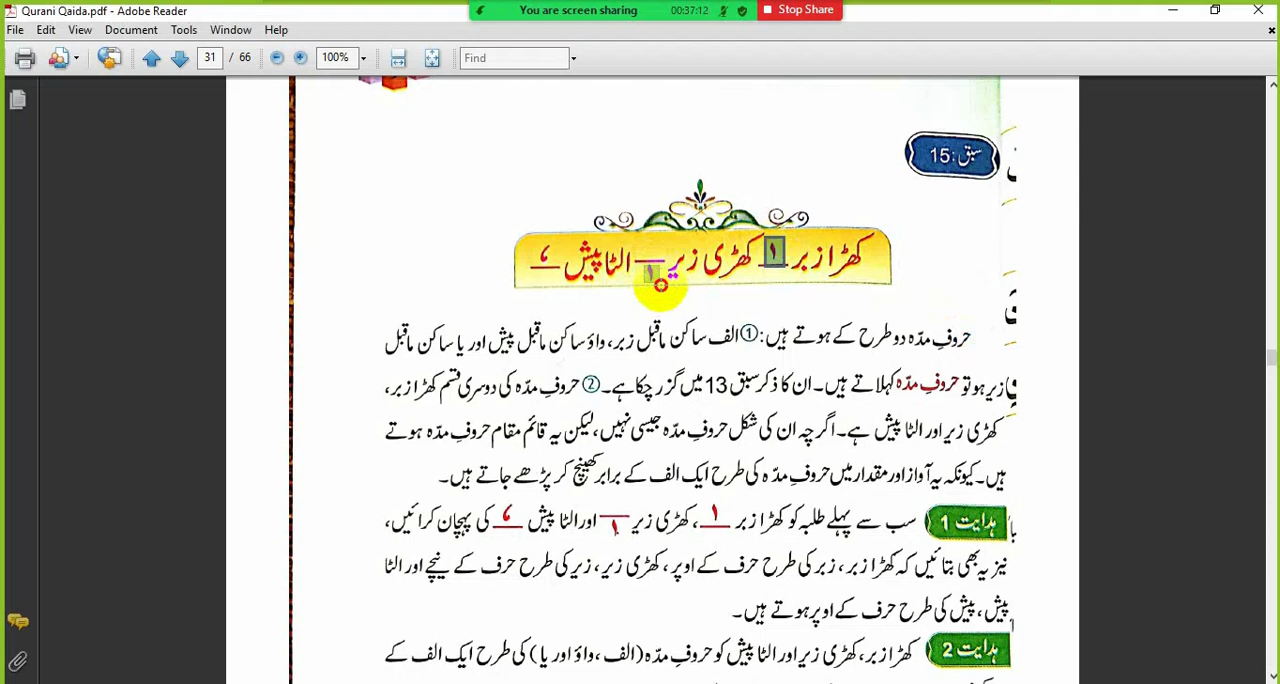 Qurani Qaida.pdf - Adobe Reader
You are screen sharing 00:37:12 Stop Share
File Edit View Document Tools Window Help
31 / 66 100% Find
سبق: 15
کھڑا زبر کھڑی زیر الٹا پیش
حروفِ مدّہ دو طرح کے ہوتے ہیں: ① الف ساکن ماقبل زبر، واؤ ساکن ماقبل پیش اور یا ساکن ماقبل
زیر ہو تو حروفِ مدّہ کہلاتے ہیں۔ ان کا ذکر سبق 13 میں گزر چکا ہے۔ ② حروفِ مدّہ کی دوسری قسم کھڑا زبر،
کھڑی زیر اور الٹا پیش ہے۔ اگرچہ ان کی شکل حروفِ مدّہ جیسی نہیں، لیکن یہ قائم مقام حروفِ مدّہ ہوتے
ہیں۔ کیونکہ یہ آواز اور مقدار میں حروفِ مدّہ کی طرح ایک الف کے برابر کھینچ کر پڑھے جاتے ہیں۔
ہدایت 1 سب سے پہلے طلبہ کو کھڑا زبر ، کھڑی زیر اور الٹا پیش کی پہچان کرائیں،
نیز یہ بھی بتائیں کہ کھڑا زبر، زبر کی طرح حرف کے اوپر، کھڑی زیر، زیر کی طرح حرف کے نیچے اور الٹا
پیش، پیش کی طرح حرف کے اوپر ہوتے ہیں۔
ہدایت 2 کھڑا زبر، کھڑی زیر اور الٹا پیش کو حروفِ مدّہ (الف، واؤ اور یا) کی طرح ایک الف کے